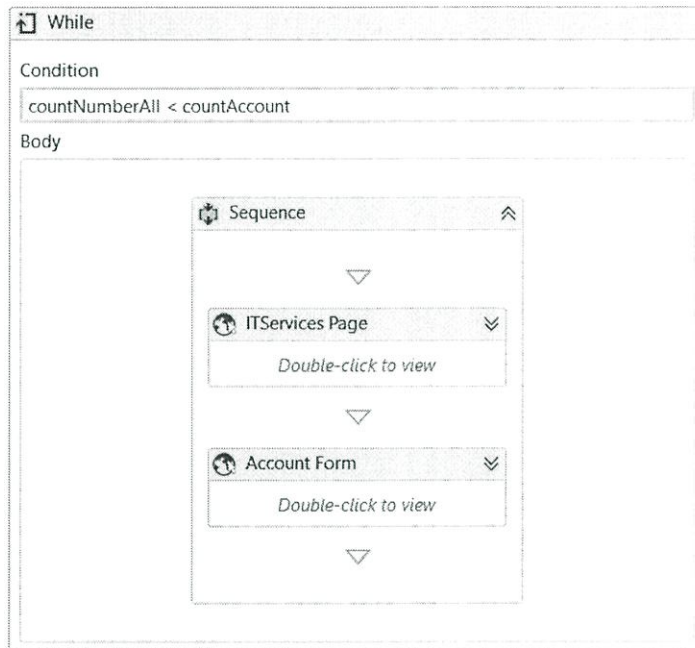 While
Condition
countNumberAll < countAccount
Body
Sequence
ITServices Page
Double-click to view
Account Form
Double-click to view